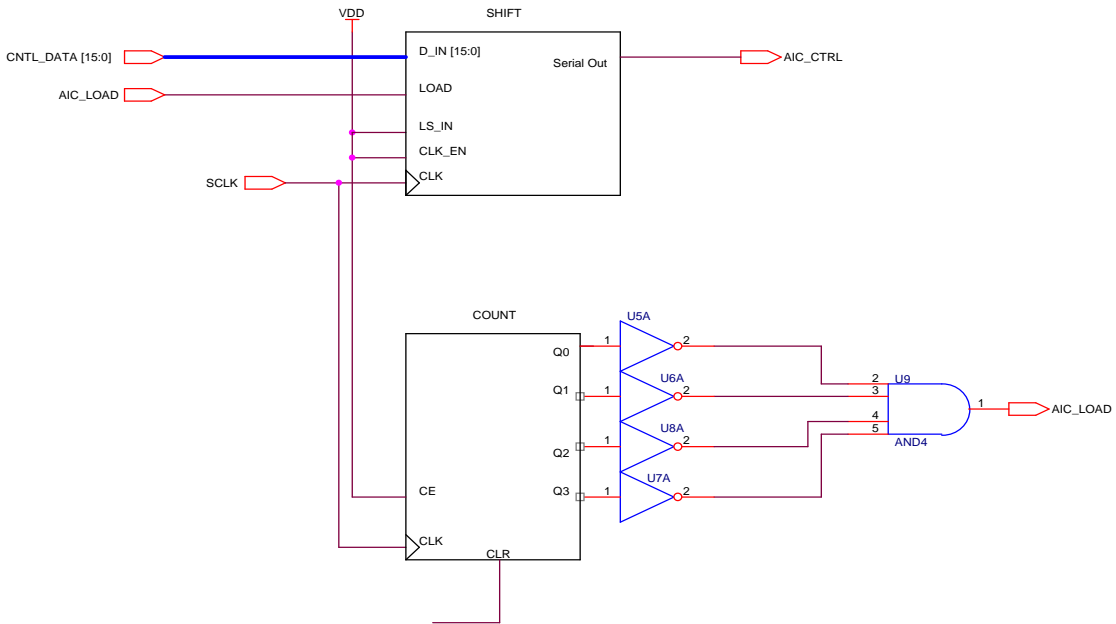 VDD
SHIFT
CNTL_DATA [15:0]
D_IN [15:0]
Serial Out
AIC_CTRL
AIC_LOAD
LOAD
LS_IN
CLK_EN
SCLK
CLK
COUNT
U5A
Q0
1
2
U6A
Q1
1
2
U8A
Q2
1
2
U7A
Q3
1
2
2
U9
3
4
5
1
AND4
AIC_LOAD
CE
CLK
CLR